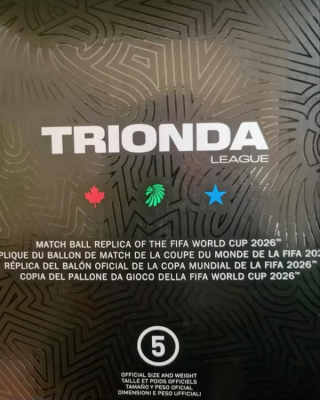 TRIONDA
LEAGUE
MATCH BALL REPLICA OF THE FIFA WORLD CUP 2026™
PLIQUE DU BALLON DE MATCH DE LA COUPE DU MONDE DE LA FIFA 202
RÉPLICA DEL BALÓN OFICIAL DE LA COPA MUNDIAL DE LA FIFA 2026™
COPIA DEL PALLONE DA GIOCO DELLA FIFA WORLD CUP 2026™
5
OFFICIAL SIZE AND WEIGHT
TAILLE ET POIDS OFFICIELS
TAMAÑO Y PESO OFICIAL
DIMENSIONI E PESO UFFICIALI